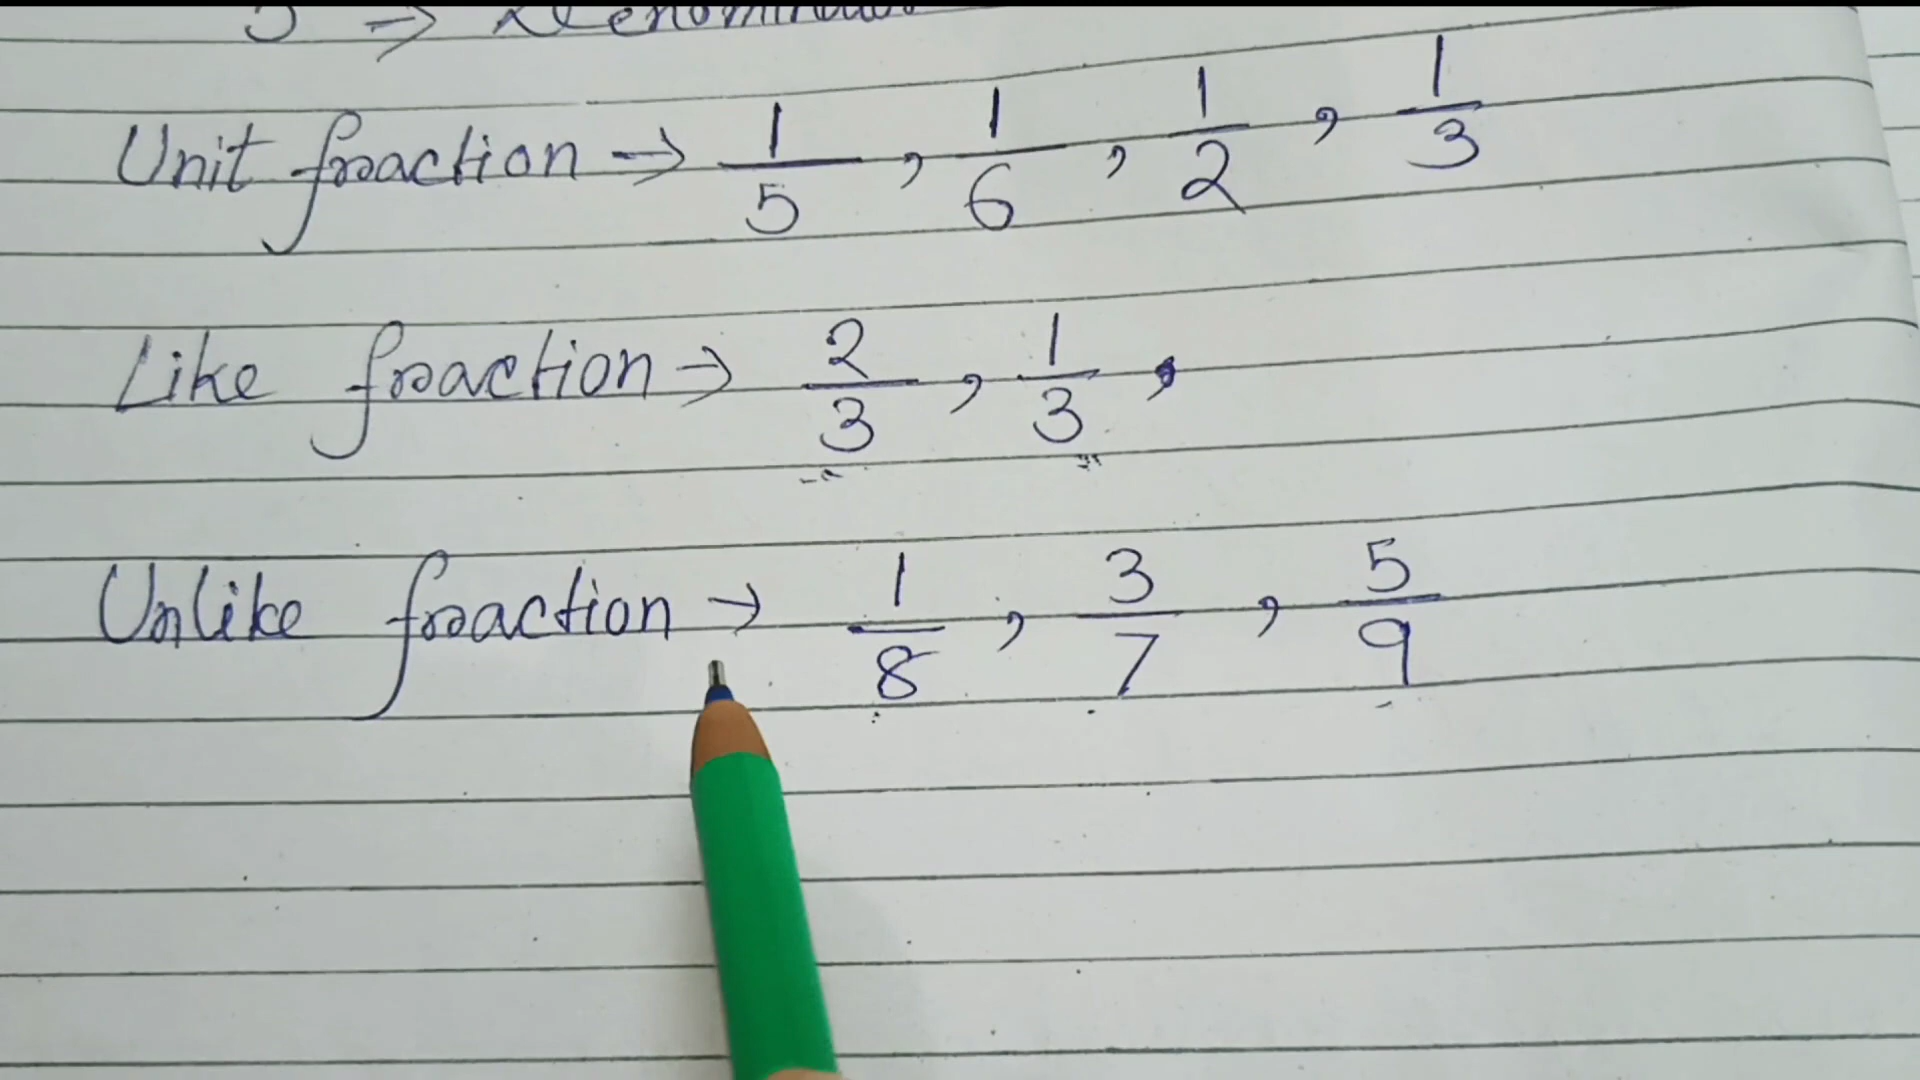 → Denominator
Unit fraction → 1/5, 1/6, 1/2, 1/3
Like fraction → 2/3, 1/3,
Unlike fraction → 1/8, 3/7, 5/9